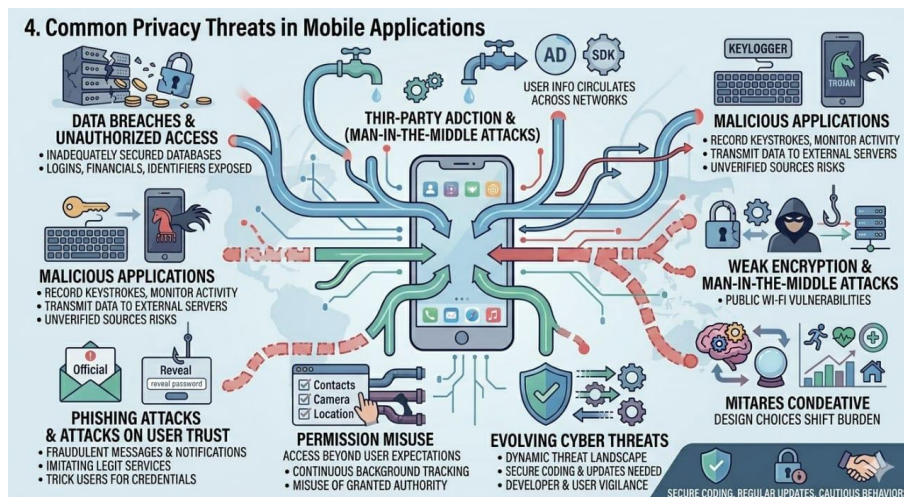 4. Common Privacy Threats in Mobile Applications
DATA BREACHES &
UNAUTHORIZED ACCESS
• INADEQUATELY SECURED DATABASES
• LOGINS, FINANCIALS, IDENTIFIERS EXPOSED
THIR-PARTY ADCTION &
(MAN-IN-THE-MIDDLE ATTACKS)
AD
SDK
USER INFO CIRCULATES
ACROSS NETWORKS
KEYLOGGER
TROJAN
MALICIOUS APPLICATIONS
• RECORD KEYSTROKES, MONITOR ACTIVITY
• TRANSMIT DATA TO EXTERNAL SERVERS
• UNVERIFIED SOURCES RISKS
MALICIOUS APPLICATIONS
• RECORD KEYSTROKES, MONITOR ACTIVITY
• TRANSMIT DATA TO EXTERNAL SERVERS
• UNVERIFIED SOURCES RISKS
WEAK ENCRYPTION &
MAN-IN-THE-MIDDLE ATTACKS
• PUBLIC WI-FI VULNERABILITIES
Official
Reveal
reveal password
PHISHING ATTACKS
& ATTACKS ON USER TRUST
• FRAUDULENT MESSAGES & NOTIFICATIONS
• IMITATING LEGIT SERVICES
• TRICK USERS FOR CREDENTIALS
Contacts
Camera
Location
PERMISSION MISUSE
ACCESS BEYOND USER EXPECTATIONS
• CONTINUOUS BACKGROUND TRACKING
• MISUSE OF GRANTED AUTHORITY
EVOLVING CYBER THREATS
• DYNAMIC THREAT LANDSCAPE
• SECURE CODING & UPDATES NEEDED
• DEVELOPER & USER VIGILANCE
MITARES CONDEATIVE
DESIGN CHOICES SHIFT BURDEN
SECURE CODING, REGULAR UPDATES, CAUTIOUS BEHAVIOR